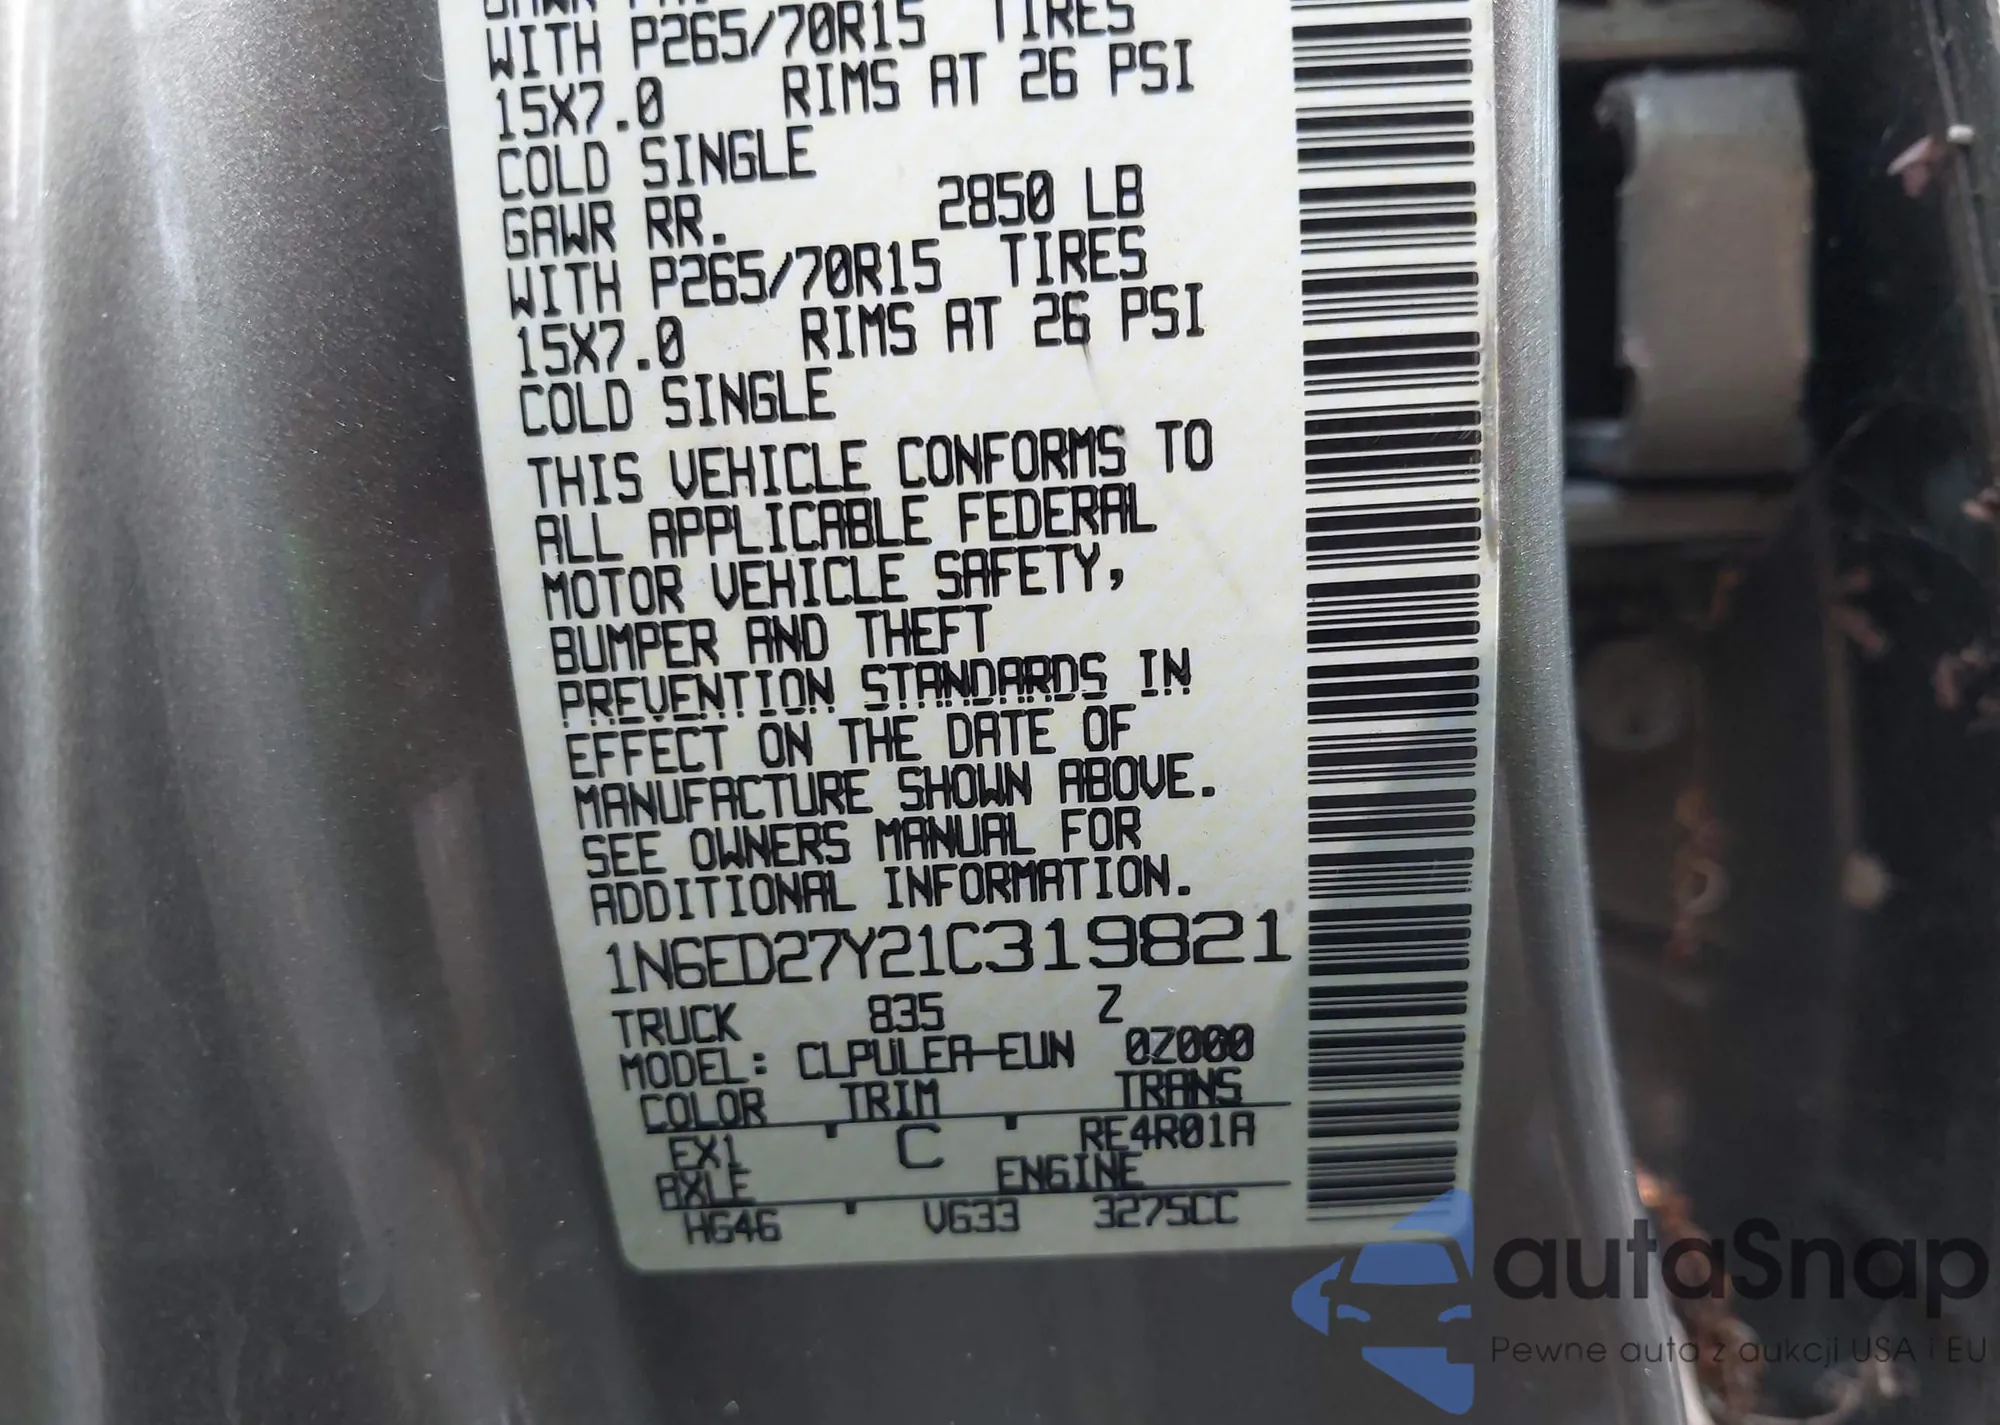 WITH P265/70R15 TIRES
15X7.0 RIMS AT 26 PSI
COLD SINGLE
GAWR RR. 2850 LB
WITH P265/70R15 TIRES
15X7.0 RIMS AT 26 PSI
COLD SINGLE
THIS VEHICLE CONFORMS TO
ALL APPLICABLE FEDERAL
MOTOR VEHICLE SAFETY,
BUMPER AND THEFT
PREVENTION STANDARDS IN
EFFECT ON THE DATE OF
MANUFACTURE SHOWN ABOVE.
SEE OWNERS MANUAL FOR
ADDITIONAL INFORMATION.
1N6ED27Y21C319821
TRUCK 835 Z
MODEL: CLPULEA-EUN 0Z000
COLOR TRIM TRANS
EX1 C RE4R01A
AXLE ENGINE
HG46 VG33 3275CC
autaSnap
Pewne auta z aukcji USA i EU